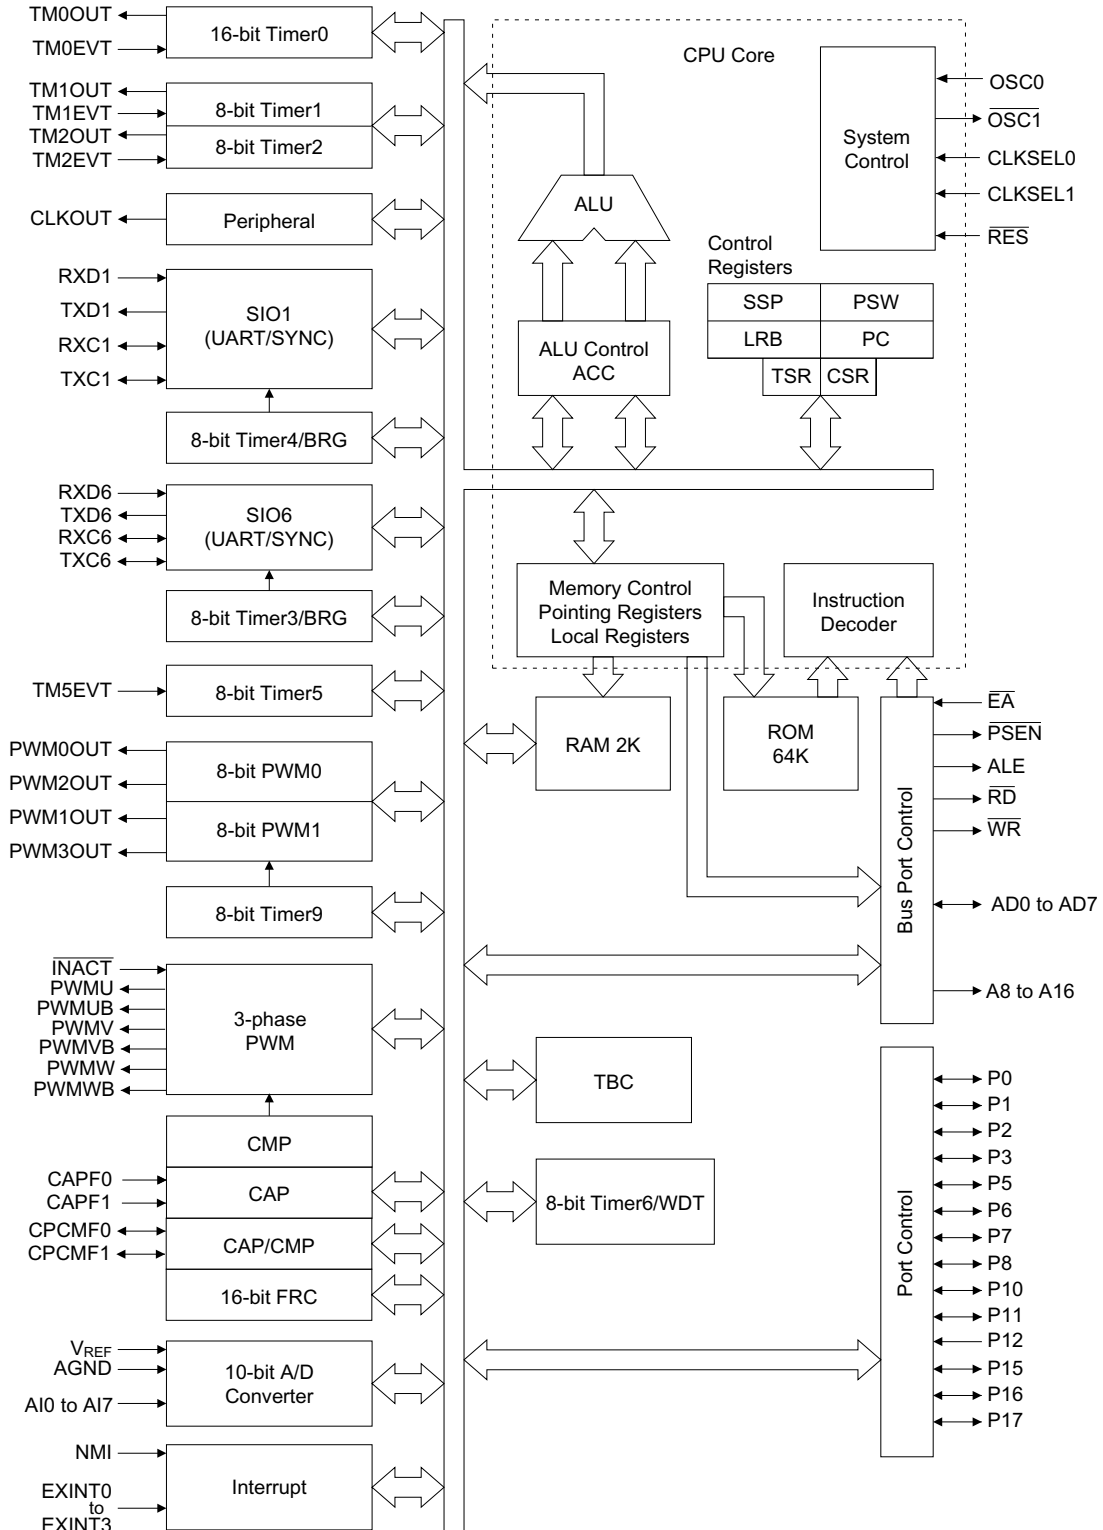 TM0OUT
TM0EVT
16-bit Timer0
TM1OUT
TM1EVT
TM2OUT
TM2EVT
8-bit Timer1
8-bit Timer2
CLKOUT
Peripheral
RXD1
TXD1
RXC1
TXC1
SIO1
(UART/SYNC)
8-bit Timer4/BRG
RXD6
TXD6
RXC6
TXC6
SIO6
(UART/SYNC)
8-bit Timer3/BRG
TM5EVT
8-bit Timer5
PWM0OUT
PWM2OUT
PWM1OUT
PWM3OUT
8-bit PWM0
8-bit PWM1
8-bit Timer9
INACT
PWMU
PWMUB
PWMV
PWMVB
PWMW
PWMWB
3-phase
PWM
CMP
CAPF0
CAPF1
CAP
CPCMF0
CPCMF1
CAP/CMP
16-bit FRC
VREF
AGND
AI0 to AI7
10-bit A/D
Converter
NMI
EXINT0
to
EXINT3
Interrupt
CPU Core
System
Control
OSC0
OSC1
CLKSEL0
CLKSEL1
RES
ALU
Control
Registers
SSP
PSW
LRB
PC
TSR
CSR
ALU Control
ACC
Memory Control
Pointing Registers
Local Registers
Instruction
Decoder
RAM 2K
ROM
64K
Bus Port Control
EA
PSEN
ALE
RD
WR
AD0 to AD7
A8 to A16
TBC
8-bit Timer6/WDT
Port Control
P0
P1
P2
P3
P5
P6
P7
P8
P10
P11
P12
P15
P16
P17